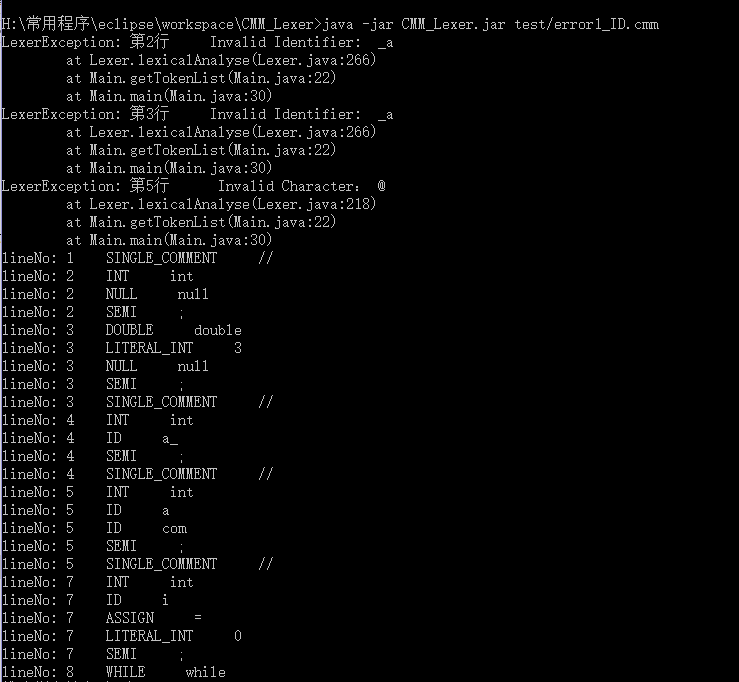 H:\常用程序\eclipse\workspace\CMM_Lexer>java -jar CMM_Lexer.jar test/error1_ID.cmm
LexerException: 第2行 Invalid Identifier: _a
at Lexer.lexicalAnalyse(Lexer.java:266)
at Main.getTokenList(Main.java:22)
at Main.main(Main.java:30)
LexerException: 第3行 Invalid Identifier: _a
at Lexer.lexicalAnalyse(Lexer.java:266)
at Main.getTokenList(Main.java:22)
at Main.main(Main.java:30)
LexerException: 第5行 Invalid Character: @
at Lexer.lexicalAnalyse(Lexer.java:218)
at Main.getTokenList(Main.java:22)
at Main.main(Main.java:30)
lineNo: 1 SINGLE_COMMENT //
lineNo: 2 INT int
lineNo: 2 NULL null
lineNo: 2 SEMI ;
lineNo: 3 DOUBLE double
lineNo: 3 LITERAL_INT 3
lineNo: 3 NULL null
lineNo: 3 SEMI ;
lineNo: 3 SINGLE_COMMENT //
lineNo: 4 INT int
lineNo: 4 ID a_
lineNo: 4 SEMI ;
lineNo: 4 SINGLE_COMMENT //
lineNo: 5 INT int
lineNo: 5 ID a
lineNo: 5 ID com
lineNo: 5 SEMI ;
lineNo: 5 SINGLE_COMMENT //
lineNo: 7 INT int
lineNo: 7 ID i
lineNo: 7 ASSIGN =
lineNo: 7 LITERAL_INT 0
lineNo: 7 SEMI ;
lineNo: 8 WHILE while